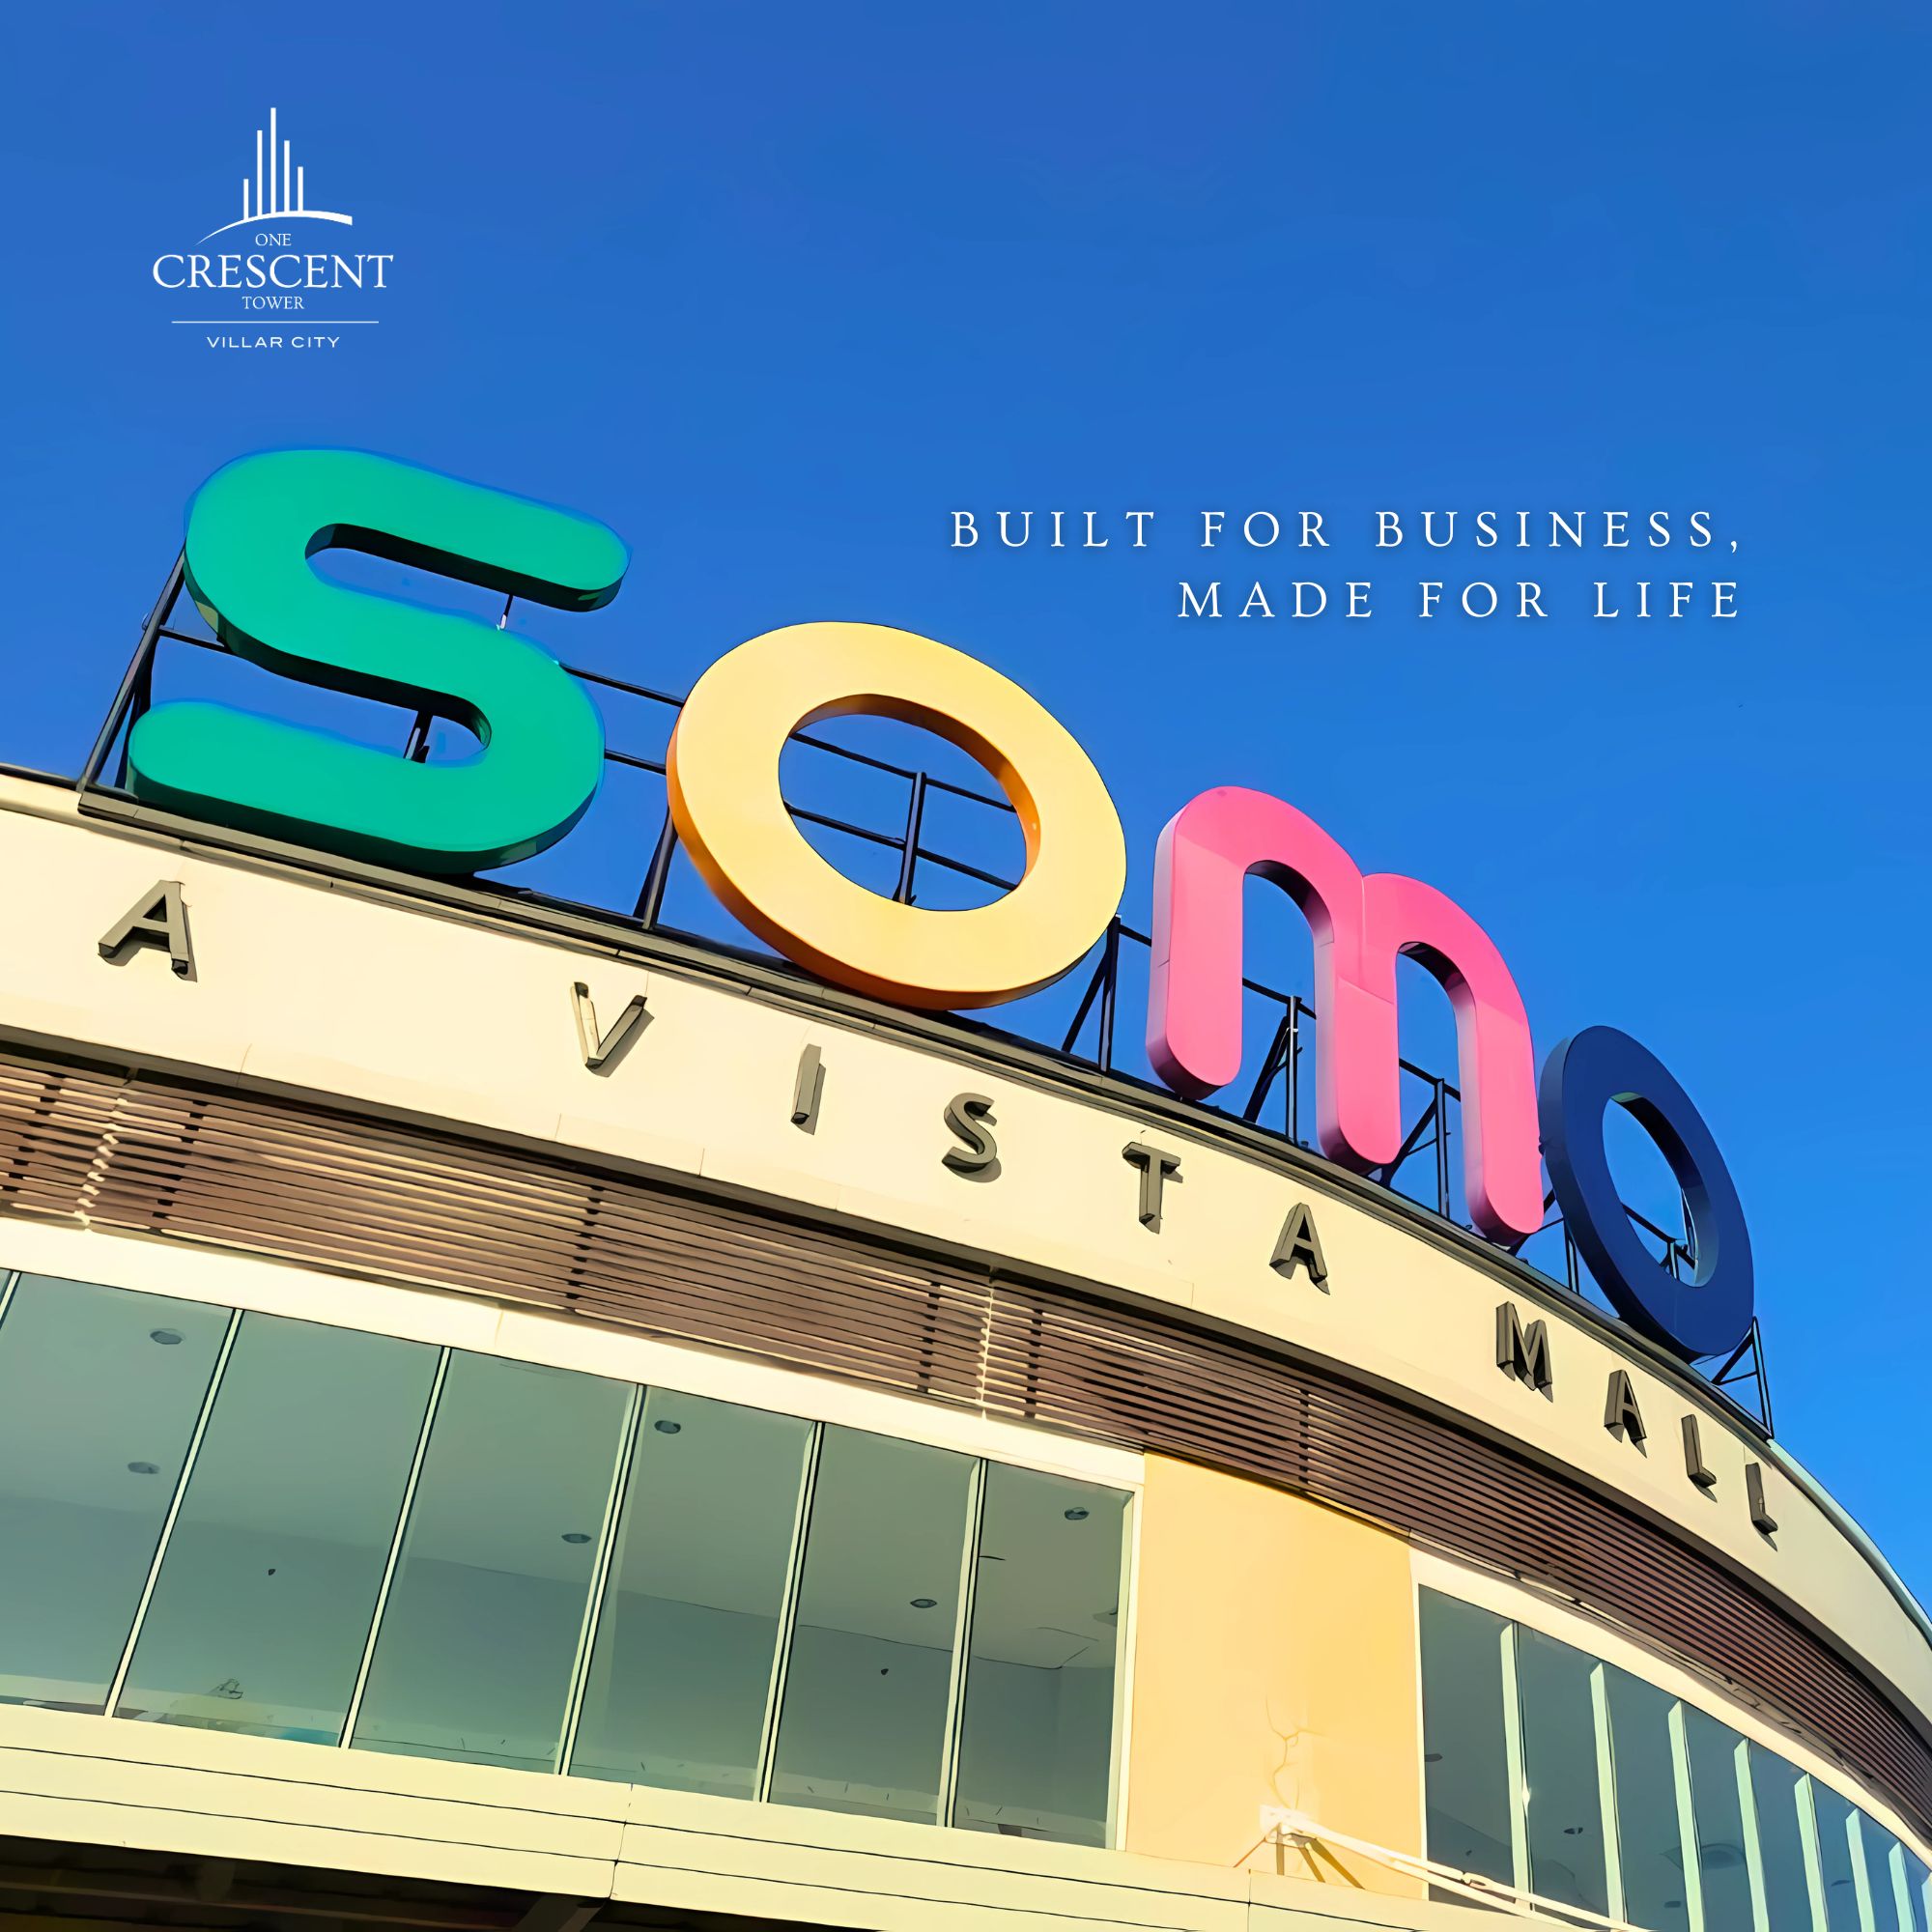 ONE
CRESCENT
TOWER
VILLAR CITY
BUILT FOR BUSINESS,
MADE FOR LIFE
somo
A VISTA MALL